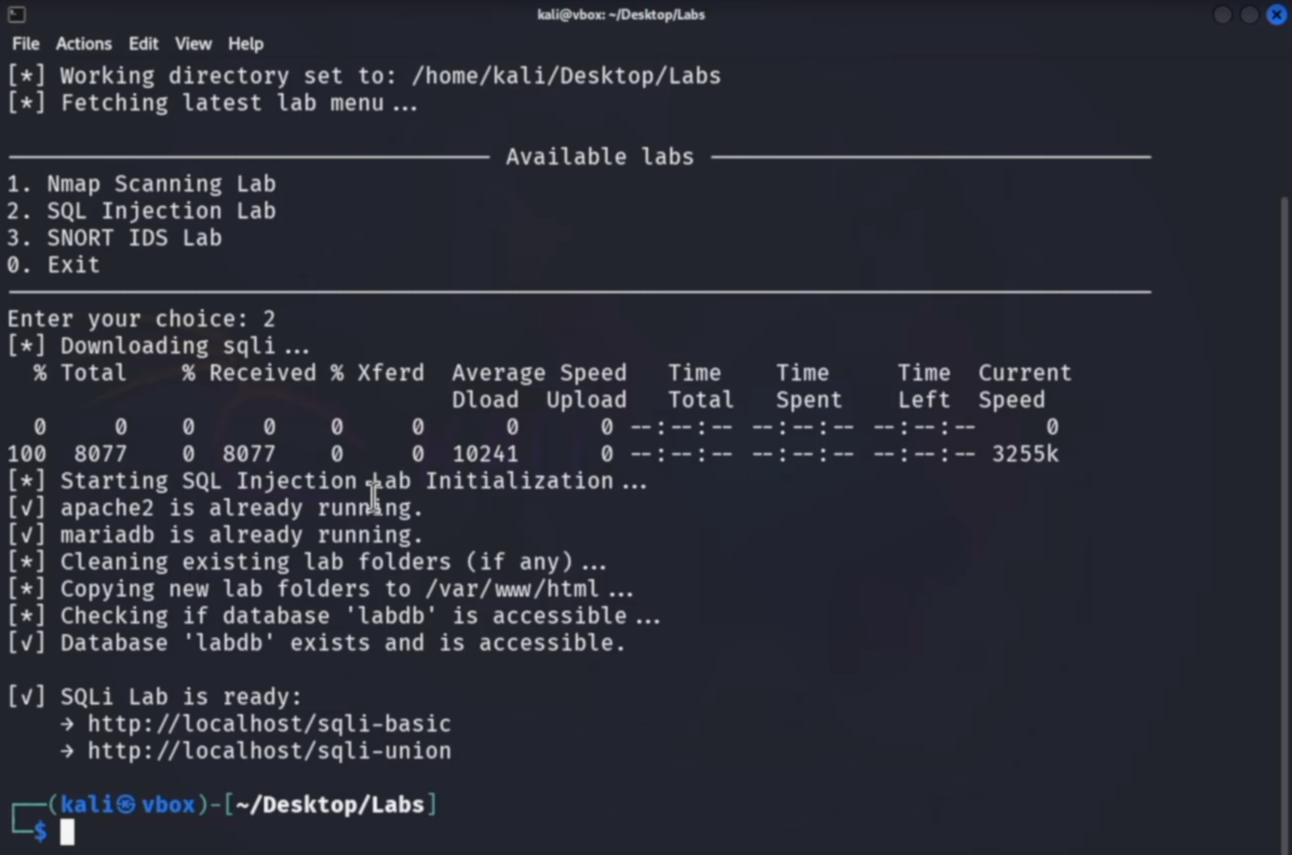 kali@vbox: ~/Desktop/Labs
File Actions Edit View Help
[*] Working directory set to: /home/kali/Desktop/Labs
[*] Fetching latest lab menu...
Available labs
1. Nmap Scanning Lab
2. SQL Injection Lab
3. SNORT IDS Lab
0. Exit
Enter your choice: 2
[*] Downloading sqli...
% Total % Received % Xferd Average Speed Time Time Time Current
Dload Upload Total Spent Left Speed
0 0 0 0 0 0 0 0 --:--:-- --:--:-- --:--:-- 0
100 8077 0 8077 0 0 10241 0 --:--:-- --:--:-- --:--:-- 3255k
[*] Starting SQL Injection Lab Initialization...
[√] apache2 is already running.
[√] mariadb is already running.
[*] Cleaning existing lab folders (if any)...
[*] Copying new lab folders to /var/www/html...
[*] Checking if database 'labdb' is accessible...
[√] Database 'labdb' exists and is accessible.
[√] SQLi Lab is ready:
→ http://localhost/sqli-basic
→ http://localhost/sqli-union
┌──(kali㉿vbox)-[~/Desktop/Labs]
└─$